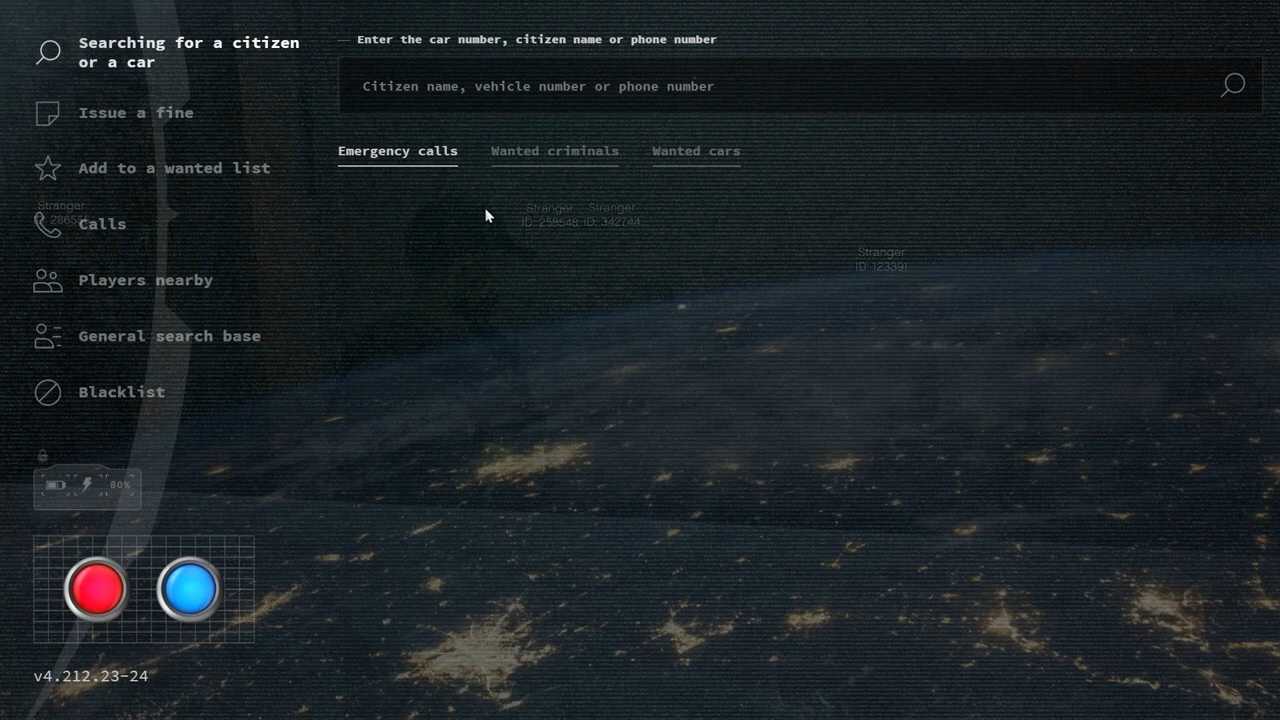 Searching for a citizen
or a car
Issue a fine
Add to a wanted list
Calls
Players nearby
General search base
Blacklist
80%
v4.212.23-24
Enter the car number, citizen name or phone number
Citizen name, vehicle number or phone number
Emergency calls
Wanted criminals
Wanted cars
Stranger
Stranger
ID: 258548
Stranger
ID: 342744
Stranger
ID: 123391